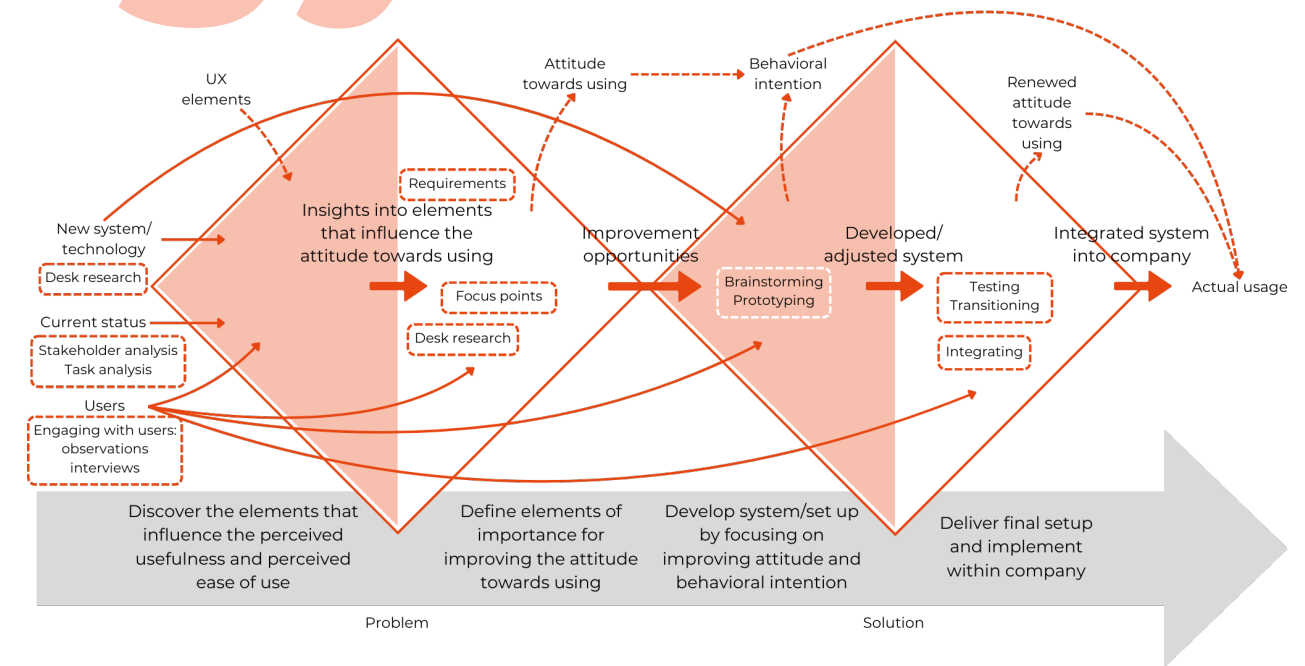 UX
elements
Attitude
towards using
Behavioral
intention
Renewed
attitude
towards
using
Requirements
New system/
technology
Desk research
Insights into elements
that influence the
attitude towards using
Improvement
opportunities
Developed/
adjusted system
Integrated system
into company
Actual usage
Focus points
Desk research
Brainstorming
Prototyping
Testing
Transitioning
Integrating
Current status
Stakeholder analysis
Task analysis
Users
Engaging with users:
observations
interviews
Discover the elements that
influence the perceived
usefulness and perceived
ease of use
Define elements of
importance for
improving the attitude
towards using
Develop system/set up
by focusing on
improving attitude and
behavioral intention
Deliver final setup
and implement
within company
Problem
Solution